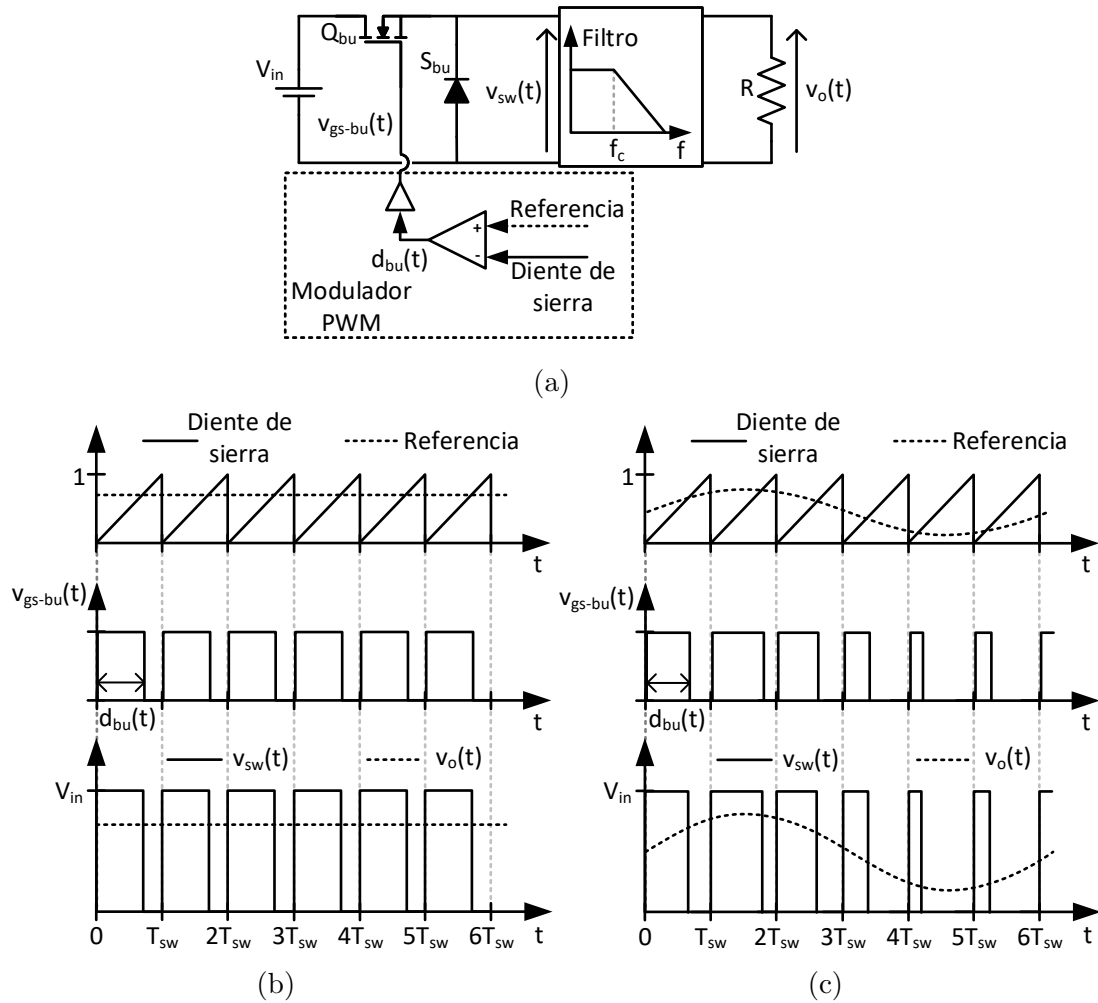 Q_bu
Filtro
V_in
S_bu
v_sw(t)
R
v_o(t)
v_gs-bu(t)
f_c
f
Referencia
+
-
d_bu(t)
Diente de
sierra
Modulador
PWM
(a)
Diente de
sierra
Referencia
1
t
v_gs-bu(t)
d_bu(t)
t
v_sw(t)
v_o(t)
V_in
0
T_sw
2T_sw
3T_sw
4T_sw
5T_sw
6T_sw
t
(b)
Diente de
sierra
Referencia
1
t
v_gs-bu(t)
d_bu(t)
t
v_sw(t)
v_o(t)
V_in
0
T_sw
2T_sw
3T_sw
4T_sw
5T_sw
6T_sw
t
(c)